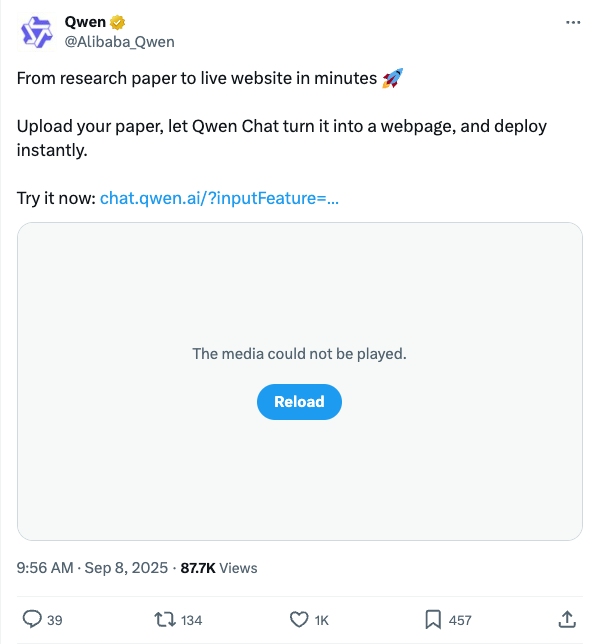 Qwen
@Alibaba_Qwen
From research paper to live website in minutes 🚀
Upload your paper, let Qwen Chat turn it into a webpage, and deploy
instantly.
Try it now: chat.qwen.ai/?inputFeature=...
The media could not be played.
Reload
9:56 AM · Sep 8, 2025 · 87.7K Views
39 134 1K 457